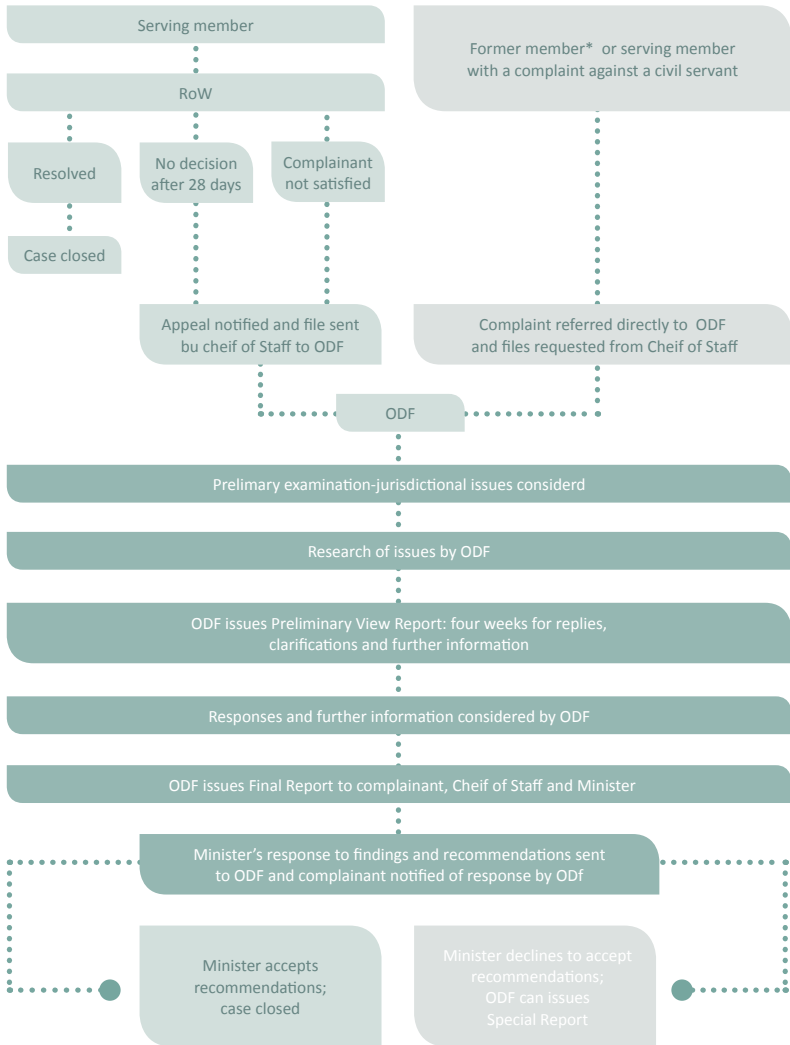 Serving member
Former member* or serving member
with a complaint against a civil servant
RoW
Resolved
No decision
after 28 days
Complainant
not satisfied
Case closed
Appeal notified and file sent
bu cheif of Staff to ODF
Complaint referred directly to ODF
and files requested from Cheif of Staff
ODF
Prelimary examination-jurisdictional issues considerd
Research of issues by ODF
ODF issues Preliminary View Report: four weeks for replies,
clarifications and further information
Responses and further information considered by ODF
ODF issues Final Report to complainant, Cheif of Staff and Minister
Minister’s response to findings and recommendations sent
to ODF and complainant notified of response by ODf
Minister accepts
recommendations;
case closed
Minister declines to accept
recommendations;
ODF can issues
Special Report